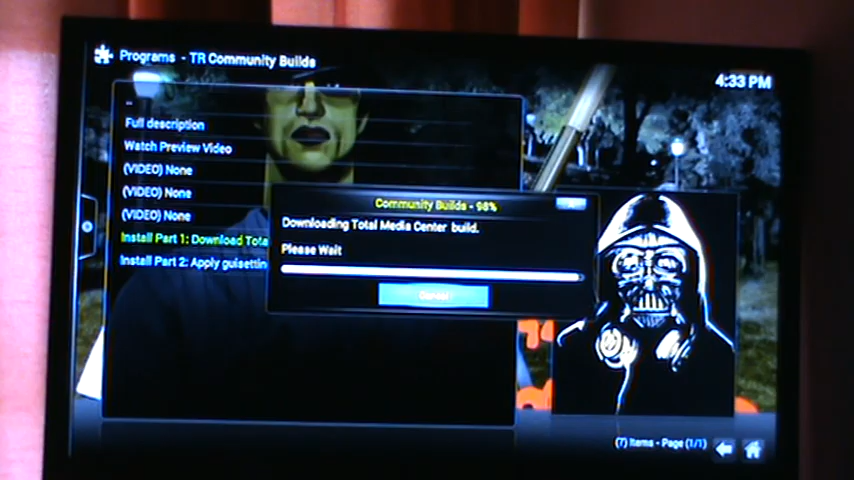 Programs - TR Community Builds
4:33 PM
..
Full description
Watch Preview Video
(VIDEO) None
(VIDEO) None
(VIDEO) None
Install Part 1: Download Tota
Install Part 2: Apply guisettin
Community Builds - 98%
Downloading Total Media Center build.
Please Wait
Cancel
(7) Items - Page (1/1)